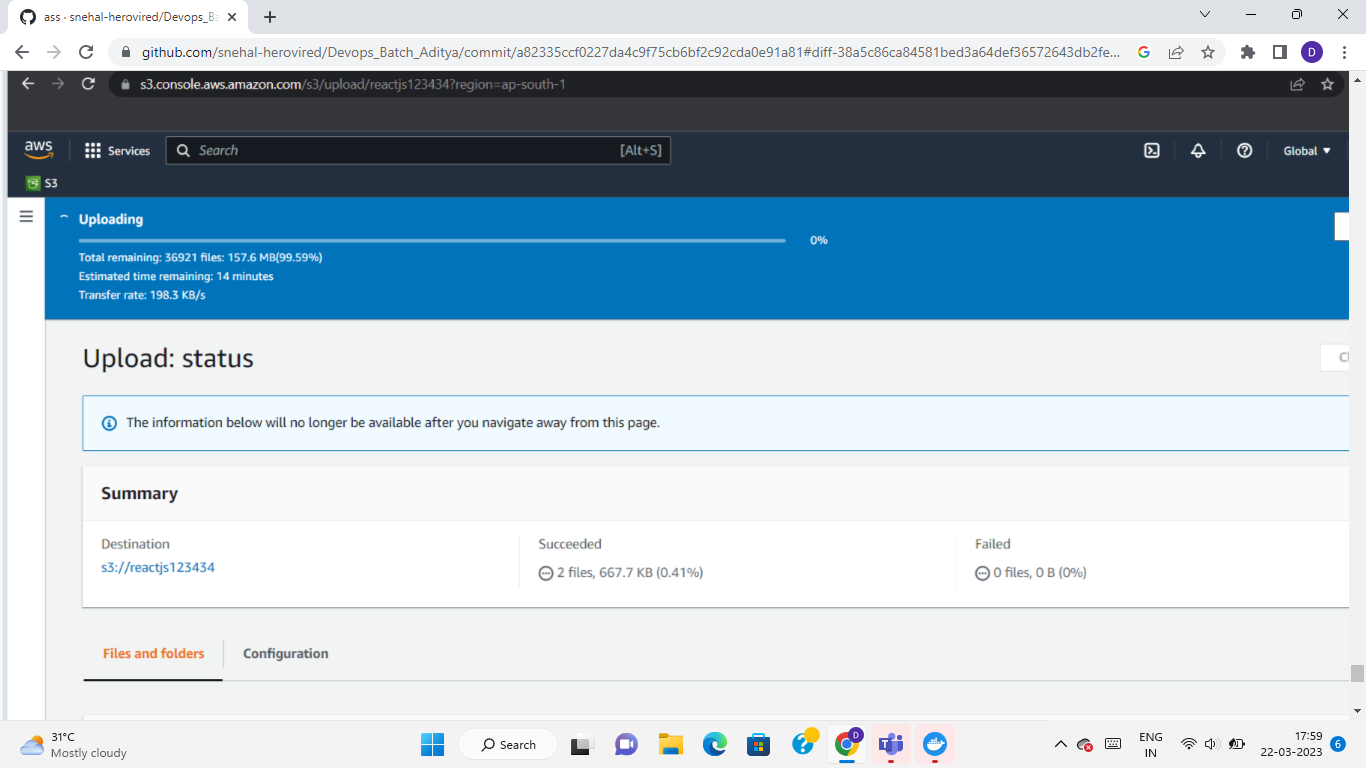 ass · snehal-herovired/Devops_Ba
github.com/snehal-herovired/Devops_Batch_Aditya/commit/a82335ccf0227da4c9f75cb6bf2c92cda0e91a81#diff-38a5c86ca84581bed3a64def36572643db2fe...
D
s3.console.aws.amazon.com/s3/upload/reactjs123434?region=ap-south-1
aws
Services
Search
[Alt+S]
Global
S3
Uploading
0%
Total remaining: 36921 files: 157.6 MB(99.59%)
Estimated time remaining: 14 minutes
Transfer rate: 198.3 KB/s
Upload: status
Cl
The information below will no longer be available after you navigate away from this page.
Summary
Destination
s3://reactjs123434
Succeeded
2 files, 667.7 KB (0.41%)
Failed
0 files, 0 B (0%)
Files and folders
Configuration
31°C
Mostly cloudy
Search
D
ENG
IN
17:59
22-03-2023
6